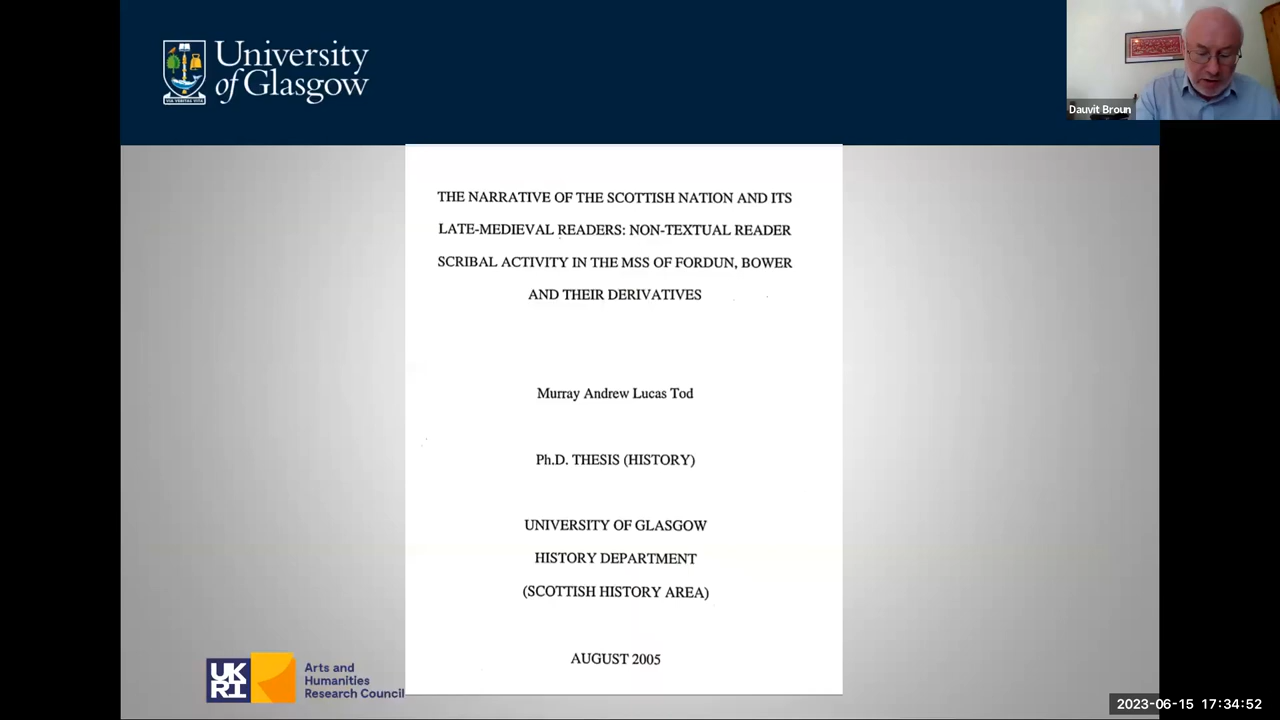 University
of Glasgow
VIA VERITAS VITA
Dauvit Broun
THE NARRATIVE OF THE SCOTTISH NATION AND ITS
LATE-MEDIEVAL READERS: NON-TEXTUAL READER
SCRIBAL ACTIVITY IN THE MSS OF FORDUN, BOWER
AND THEIR DERIVATIVES
Murray Andrew Lucas Tod
Ph.D. THESIS (HISTORY)
UNIVERSITY OF GLASGOW
HISTORY DEPARTMENT
(SCOTTISH HISTORY AREA)
AUGUST 2005
UK
RI
Arts and
Humanities
Research Council
2023-06-15 17:34:52